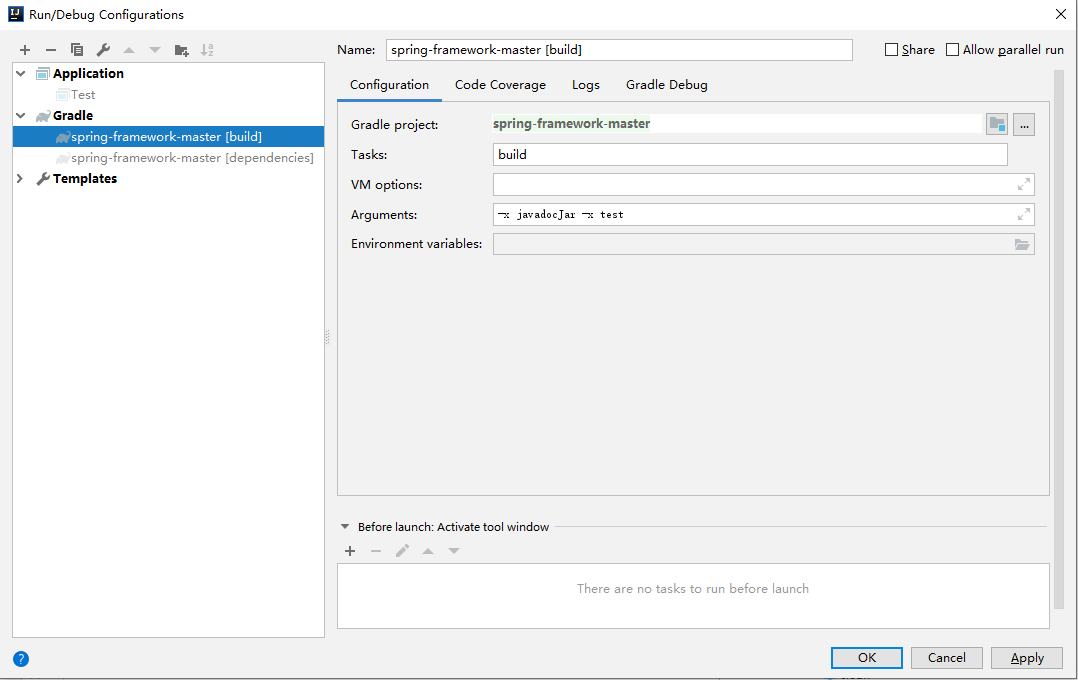 Run/Debug Configurations
Name: spring-framework-master [build] Share Allow parallel run
Application
Test
Gradle
spring-framework-master [build]
spring-framework-master [dependencies]
Templates
Configuration Code Coverage Logs Gradle Debug
Gradle project: spring-framework-master ...
Tasks: build
VM options:
Arguments: -x javadocJar -x test
Environment variables:
Before launch: Activate tool window
There are no tasks to run before launch
? OK Cancel Apply